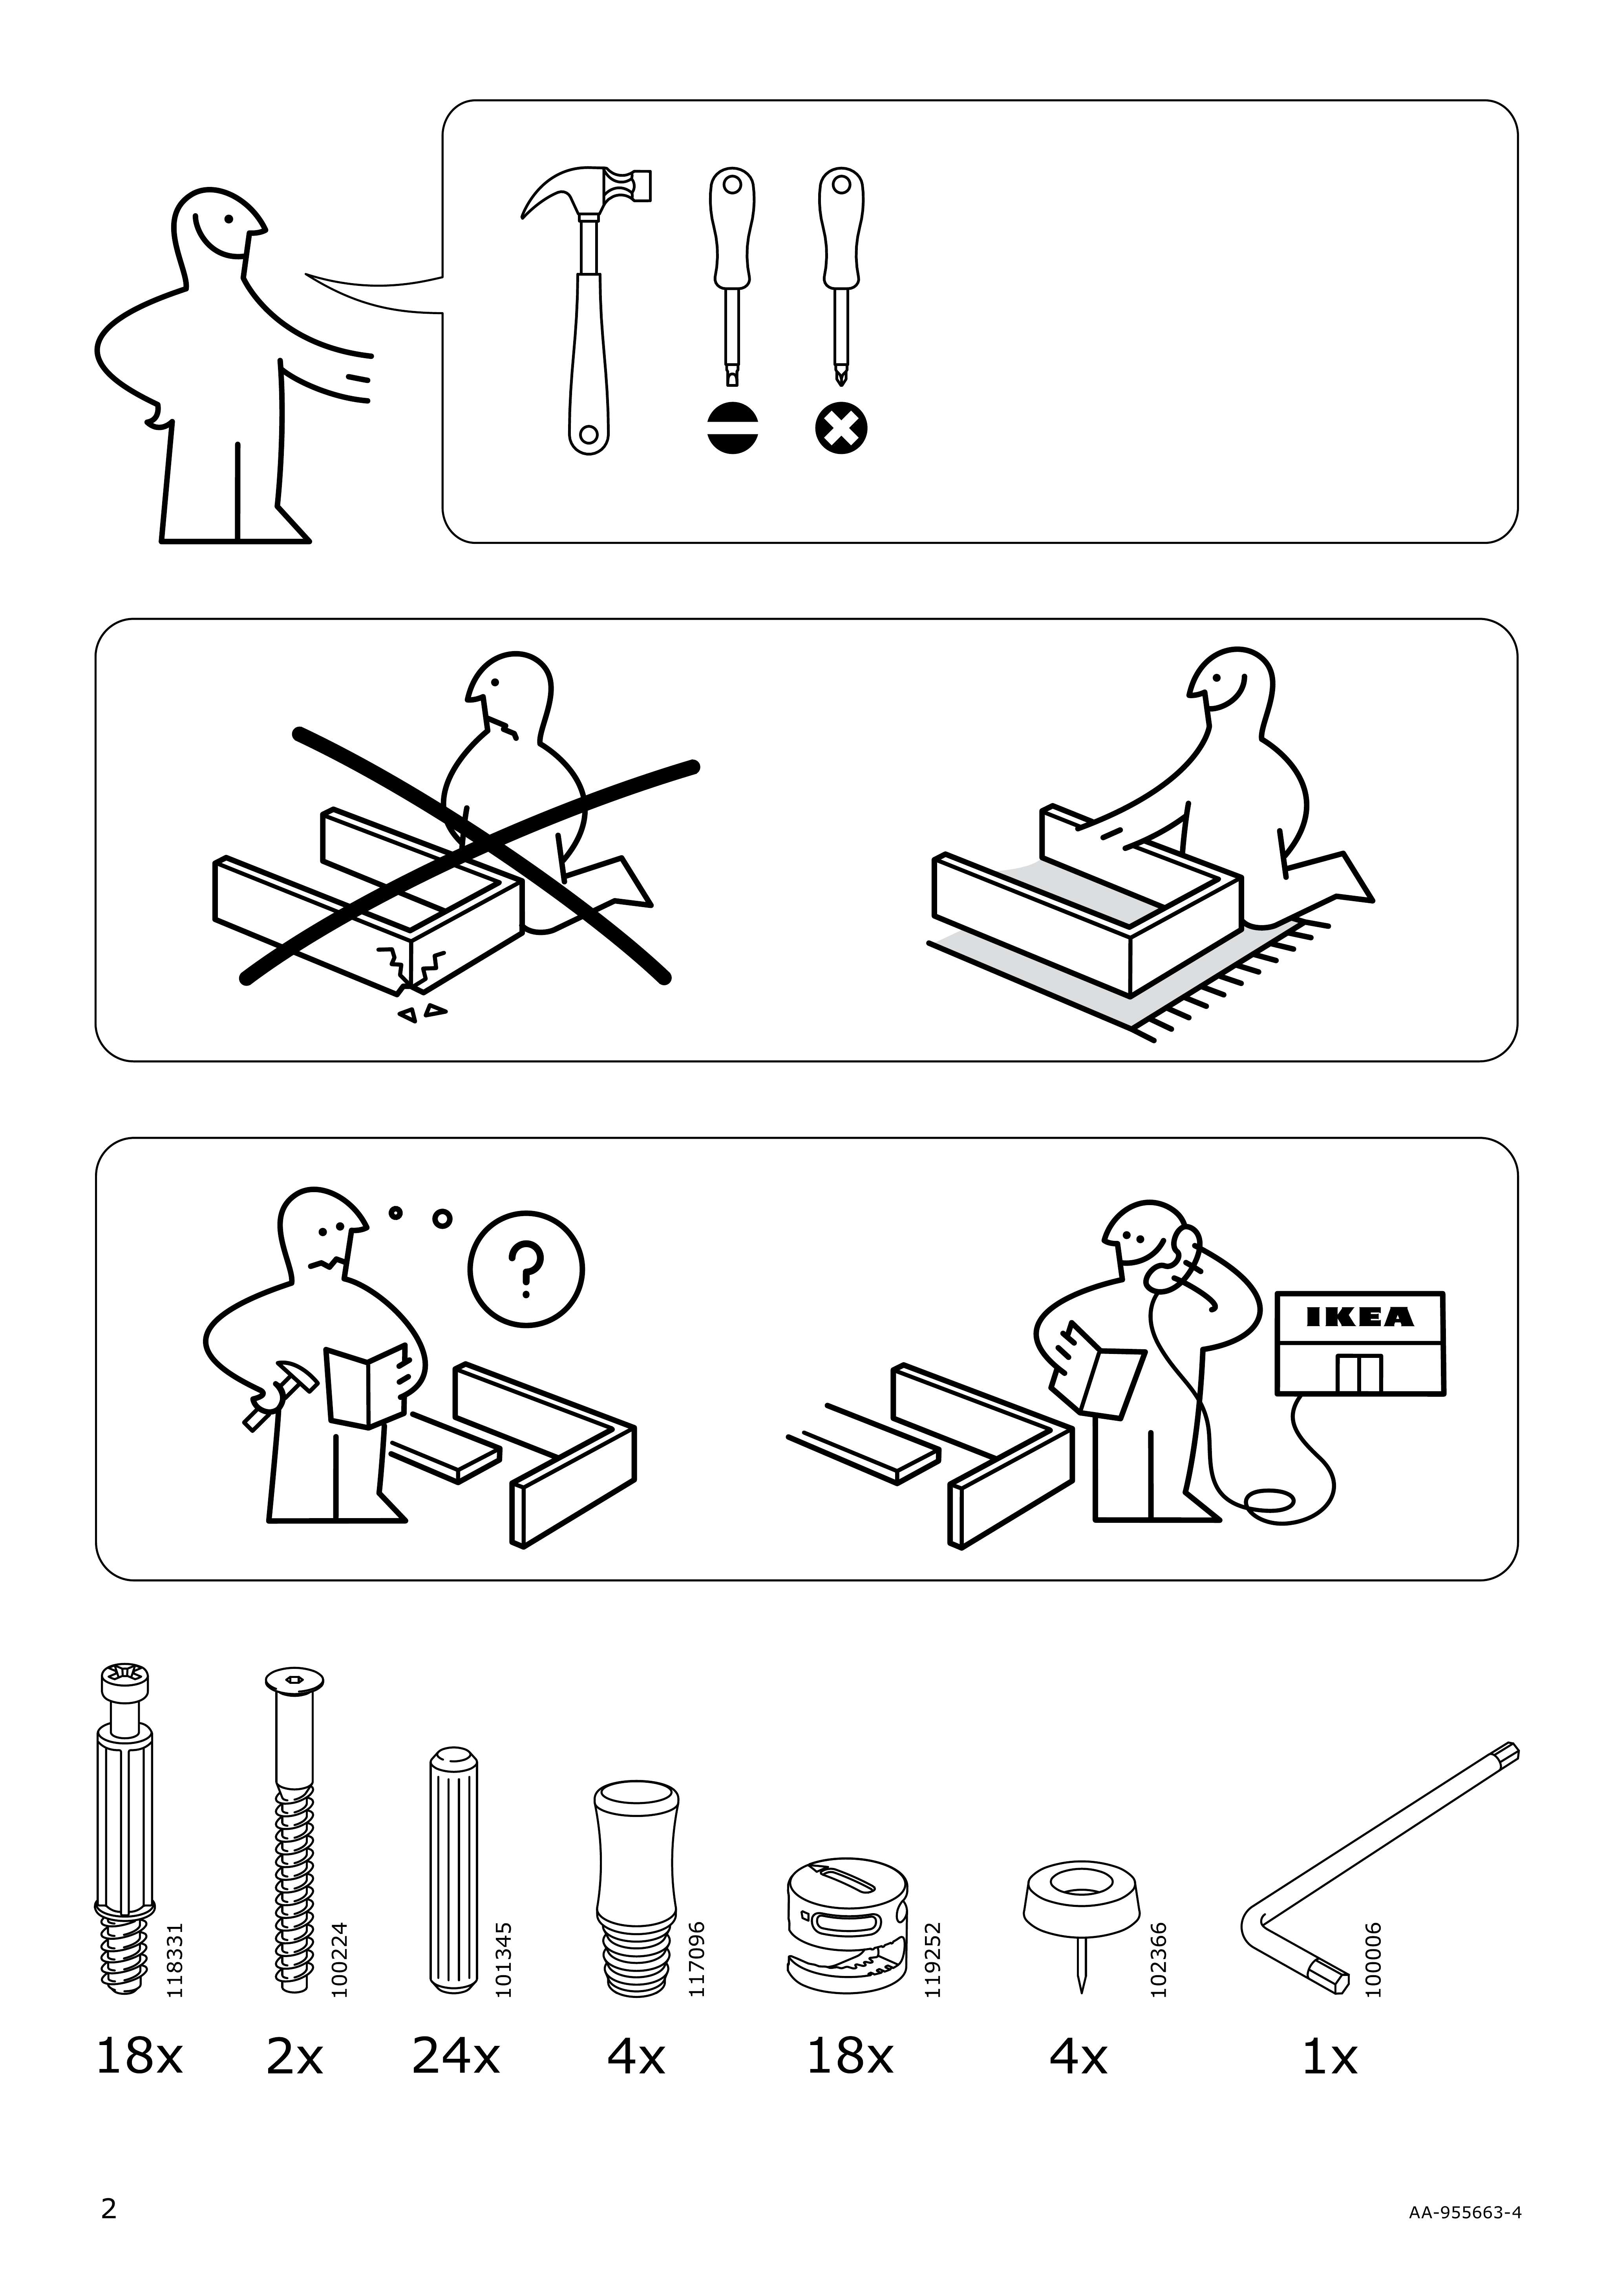 ?
IKEA
118331
100224
101345
117096
119252
102366
100006
18x
2x
24x
4x
18x
4x
1x
2
AA-955663-4